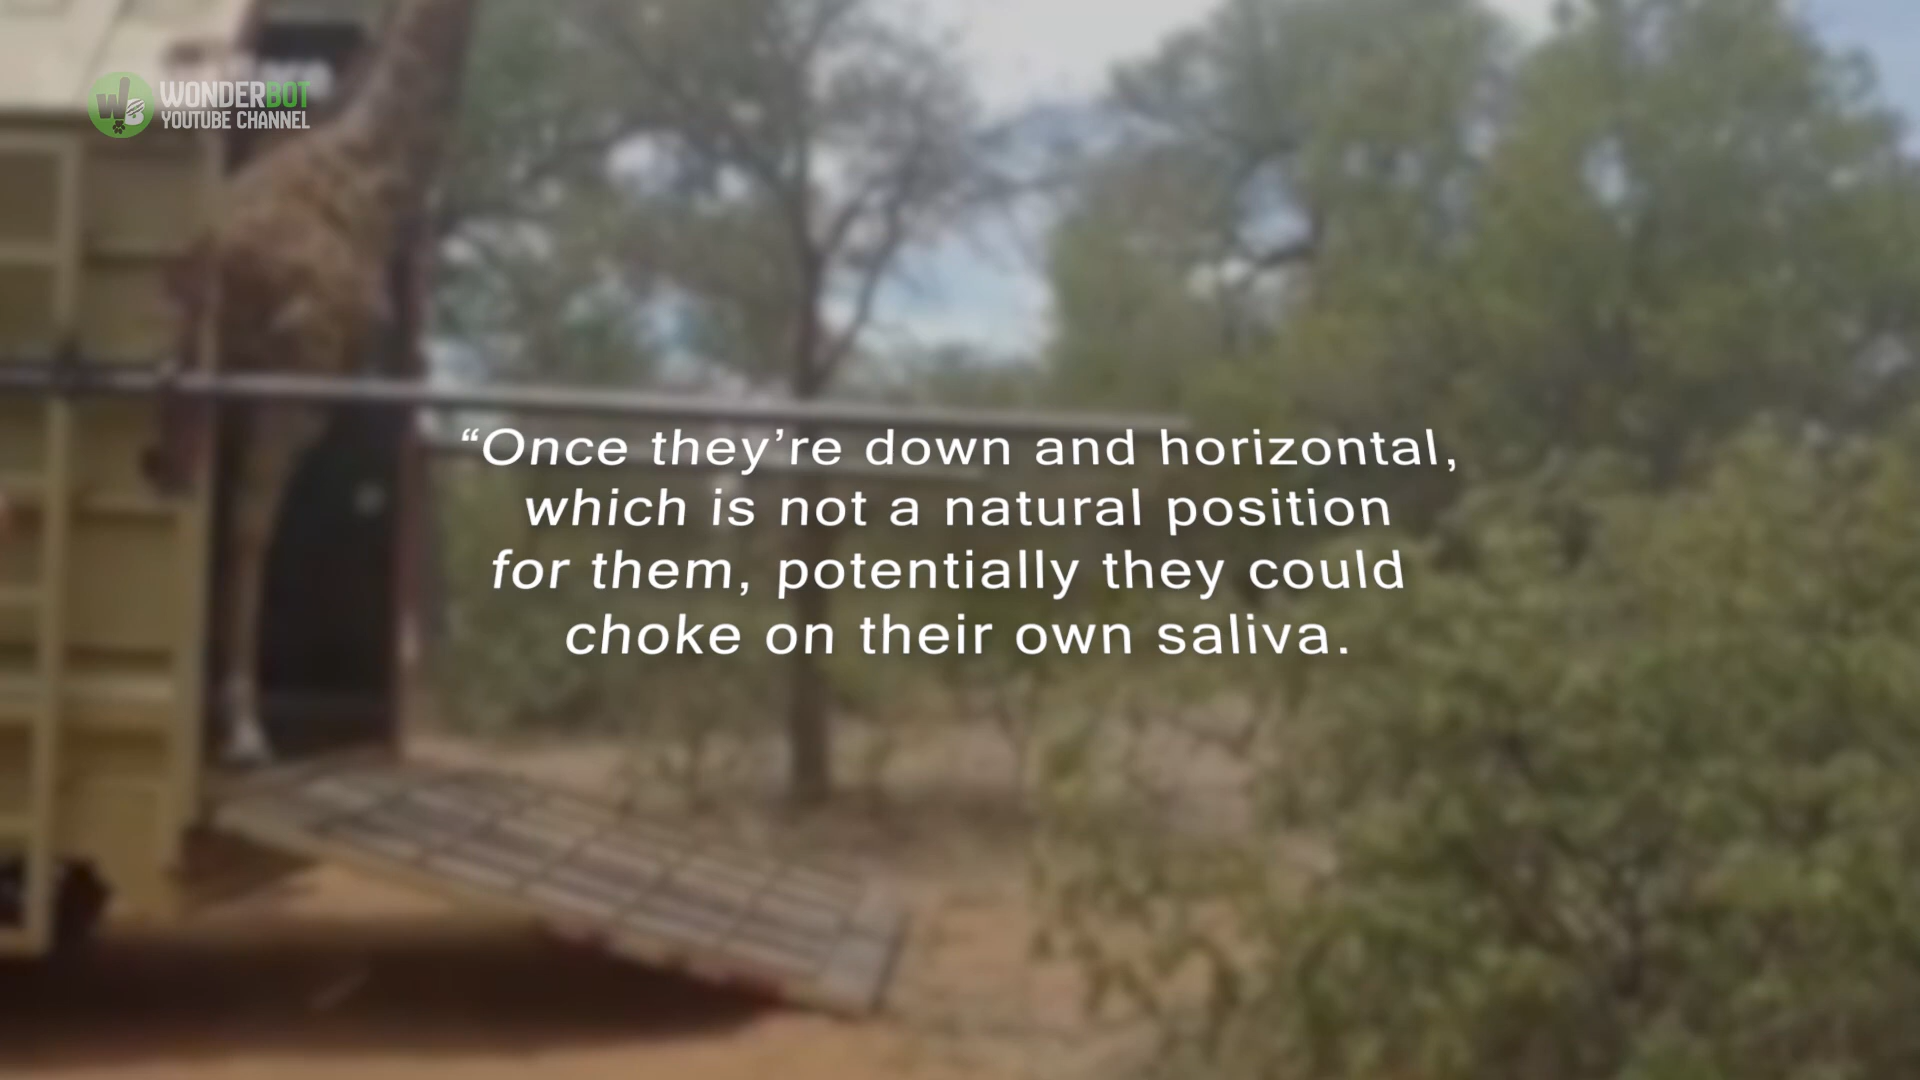 WONDERBOT
YOUTUBE CHANNEL
“Once they’re down and horizontal,
which is not a natural position
for them, potentially they could
choke on their own saliva.